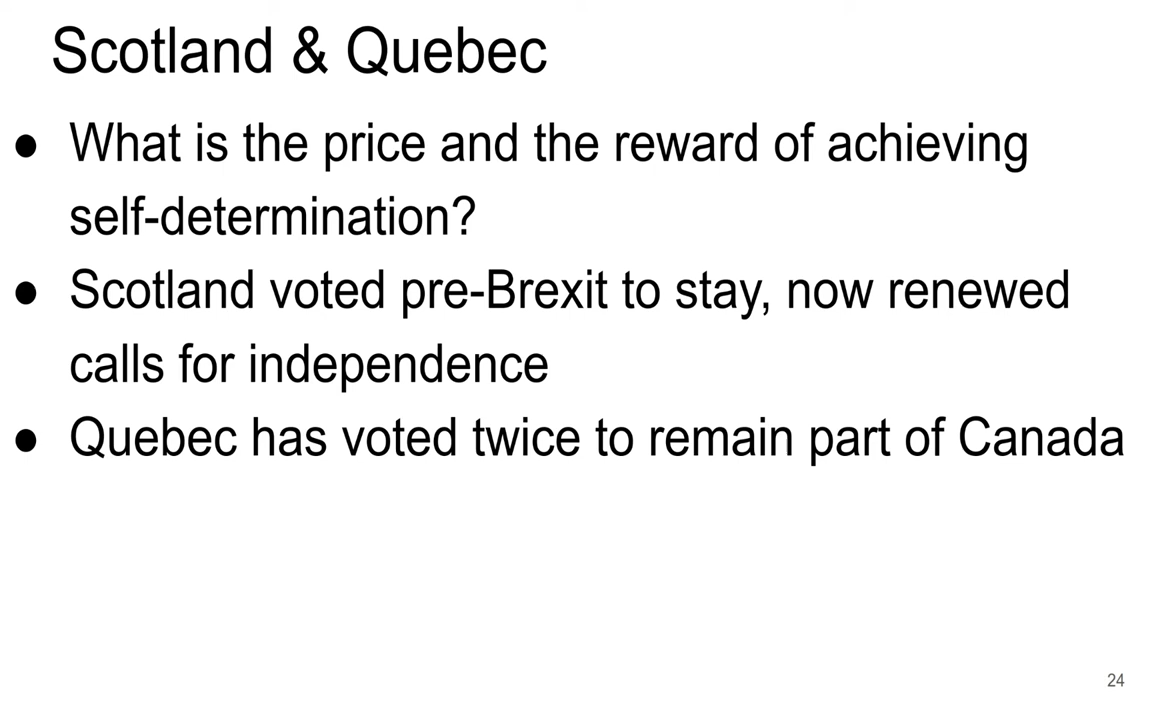 Scotland & Quebec
● What is the price and the reward of achieving
self-determination?
● Scotland voted pre-Brexit to stay, now renewed
calls for independence
● Quebec has voted twice to remain part of Canada
24